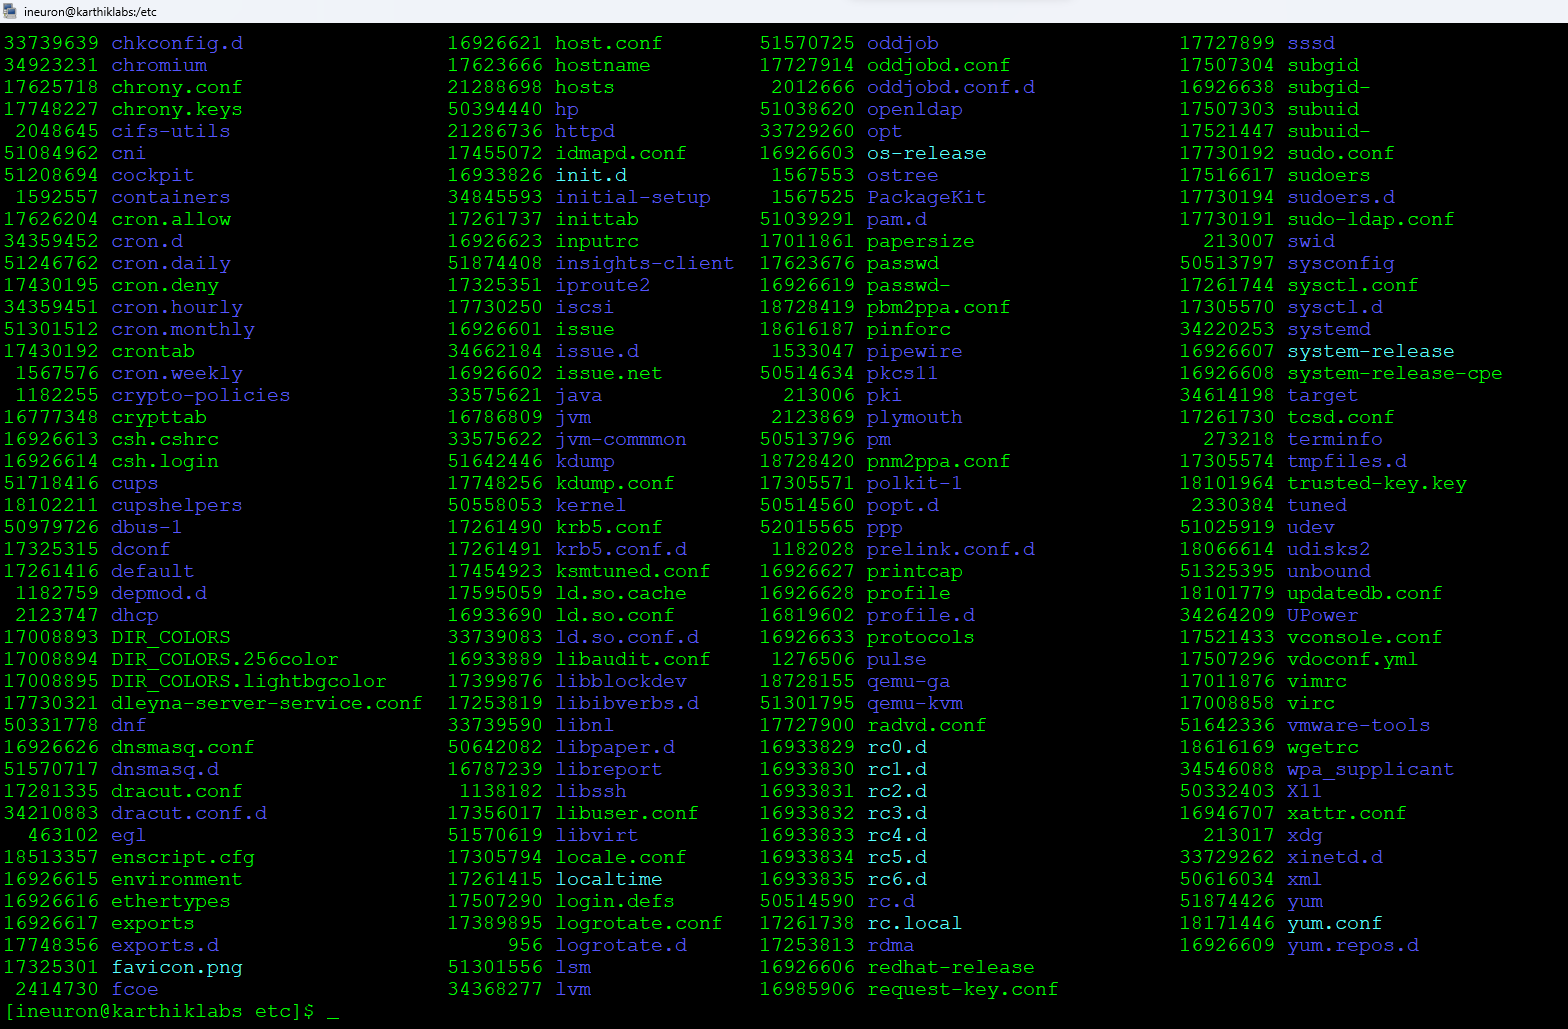 ineuron@karthiklabs:/etc
33739639 chkconfig.d 16926621 host.conf 51570725 oddjob 17727899 sssd
34923231 chromium 17623666 hostname 17727914 oddjobd.conf 17507304 subgid
17625718 chrony.conf 21288698 hosts 2012666 oddjobd.conf.d 16926638 subgid-
17748227 chrony.keys 50394440 hp 51038620 openldap 17507303 subuid
2048645 cifs-utils 21286736 httpd 33729260 opt 17521447 subuid-
51084962 cni 17455072 idmapd.conf 16926603 os-release 17730192 sudo.conf
51208694 cockpit 16933826 init.d 1567553 ostree 17516617 sudoers
1592557 containers 34845593 initial-setup 1567525 PackageKit 17730194 sudoers.d
17626204 cron.allow 17261737 inittab 51039291 pam.d 17730191 sudo-ldap.conf
34359452 cron.d 16926623 inputrc 17011861 papersize 213007 swid
51246762 cron.daily 51874408 insights-client 17623676 passwd 50513797 sysconfig
17430195 cron.deny 17325351 iproute2 16926619 passwd- 17261744 sysctl.conf
34359451 cron.hourly 17730250 iscsi 18728419 pbm2ppa.conf 17305570 sysctl.d
51301512 cron.monthly 16926601 issue 18616187 pinforc 34220253 systemd
17430192 crontab 34662184 issue.d 1533047 pipewire 16926607 system-release
1567576 cron.weekly 16926602 issue.net 50514634 pkcs11 16926608 system-release-cpe
1182255 crypto-policies 33575621 java 213006 pki 34614198 target
16777348 crypttab 16786809 jvm 2123869 plymouth 17261730 tcsd.conf
16926613 csh.cshrc 33575622 jvm-commmon 50513796 pm 273218 terminfo
16926614 csh.login 51642446 kdump 18728420 pnm2ppa.conf 17305574 tmpfiles.d
51718416 cups 17748256 kdump.conf 17305571 polkit-1 18101964 trusted-key.key
18102211 cupshelpers 50558053 kernel 50514560 popt.d 2330384 tuned
50979726 dbus-1 17261490 krb5.conf 52015565 ppp 51025919 udev
17325315 dconf 17261491 krb5.conf.d 1182028 prelink.conf.d 18066614 udisks2
17261416 default 17454923 ksmtuned.conf 16926627 printcap 51325395 unbound
1182759 depmod.d 17595059 ld.so.cache 16926628 profile 18101779 updatedb.conf
2123747 dhcp 16933690 ld.so.conf 16819602 profile.d 34264209 UPower
17008893 DIR_COLORS 33739083 ld.so.conf.d 16926633 protocols 17521433 vconsole.conf
17008894 DIR_COLORS.256color 16933889 libaudit.conf 1276506 pulse 17507296 vdoconf.yml
17008895 DIR_COLORS.lightbgcolor 17399876 libblockdev 18728155 qemu-ga 17011876 vimrc
17730321 dleyna-server-service.conf 17253819 libibverbs.d 51301795 qemu-kvm 17008858 virc
50331778 dnf 33739590 libnl 17727900 radvd.conf 51642336 vmware-tools
16926626 dnsmasq.conf 50642082 libpaper.d 16933829 rc0.d 18616169 wgetrc
51570717 dnsmasq.d 16787239 libreport 16933830 rc1.d 34546088 wpa_supplicant
17281335 dracut.conf 1138182 libssh 16933831 rc2.d 50332403 X11
34210883 dracut.conf.d 17356017 libuser.conf 16933832 rc3.d 16946707 xattr.conf
463102 egl 51570619 libvirt 16933833 rc4.d 213017 xdg
18513357 enscript.cfg 17305794 locale.conf 16933834 rc5.d 33729262 xinetd.d
16926615 environment 17261415 localtime 16933835 rc6.d 50616034 xml
16926616 ethertypes 17507290 login.defs 50514590 rc.d 51874426 yum
16926617 exports 17389895 logrotate.conf 17261738 rc.local 18171446 yum.conf
17748356 exports.d 956 logrotate.d 17253813 rdma 16926609 yum.repos.d
17325301 favicon.png 51301556 lsm 16926606 redhat-release
2414730 fcoe 34368277 lvm 16985906 request-key.conf
[ineuron@karthiklabs etc]$ _